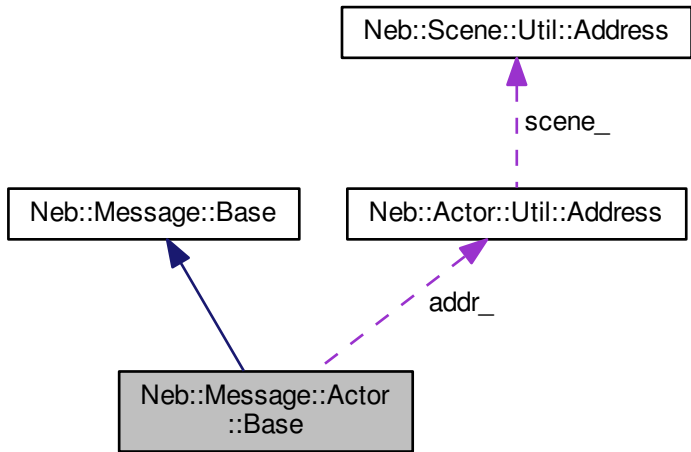 Neb::Scene::Util::Address
scene_
Neb::Message::Base
Neb::Actor::Util::Address
addr_
Neb::Message::Actor
::Base